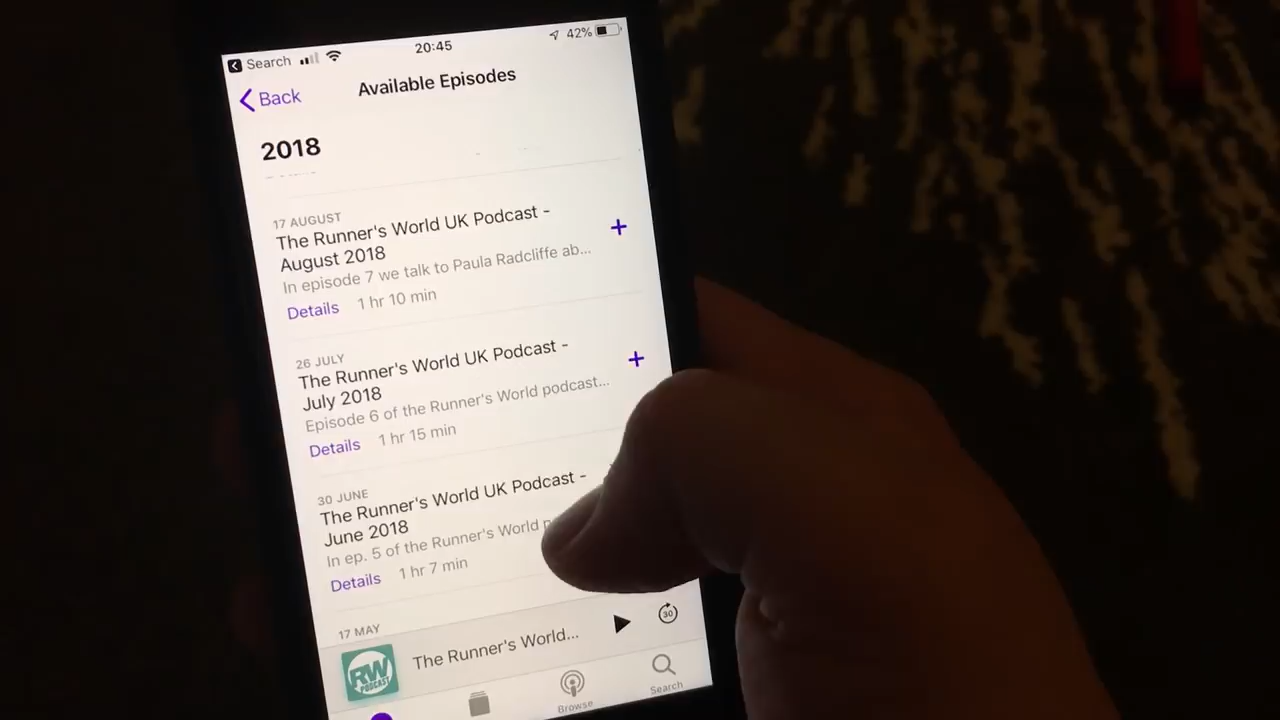 Search 20:45 42%
Back Available Episodes
2018
17 AUGUST
The Runner's World UK Podcast -
August 2018
In episode 7 we talk to Paula Radcliffe ab...
Details 1 hr 10 min
26 JULY
The Runner's World UK Podcast -
July 2018
Episode 6 of the Runner's World podcast...
Details 1 hr 15 min
30 JUNE
The Runner's World UK Podcast -
June 2018
In ep. 5 of the Runner's World
Details 1 hr 7 min
17 MAY
RW
PODCAST
The Runner's World...
30
Browse
Search